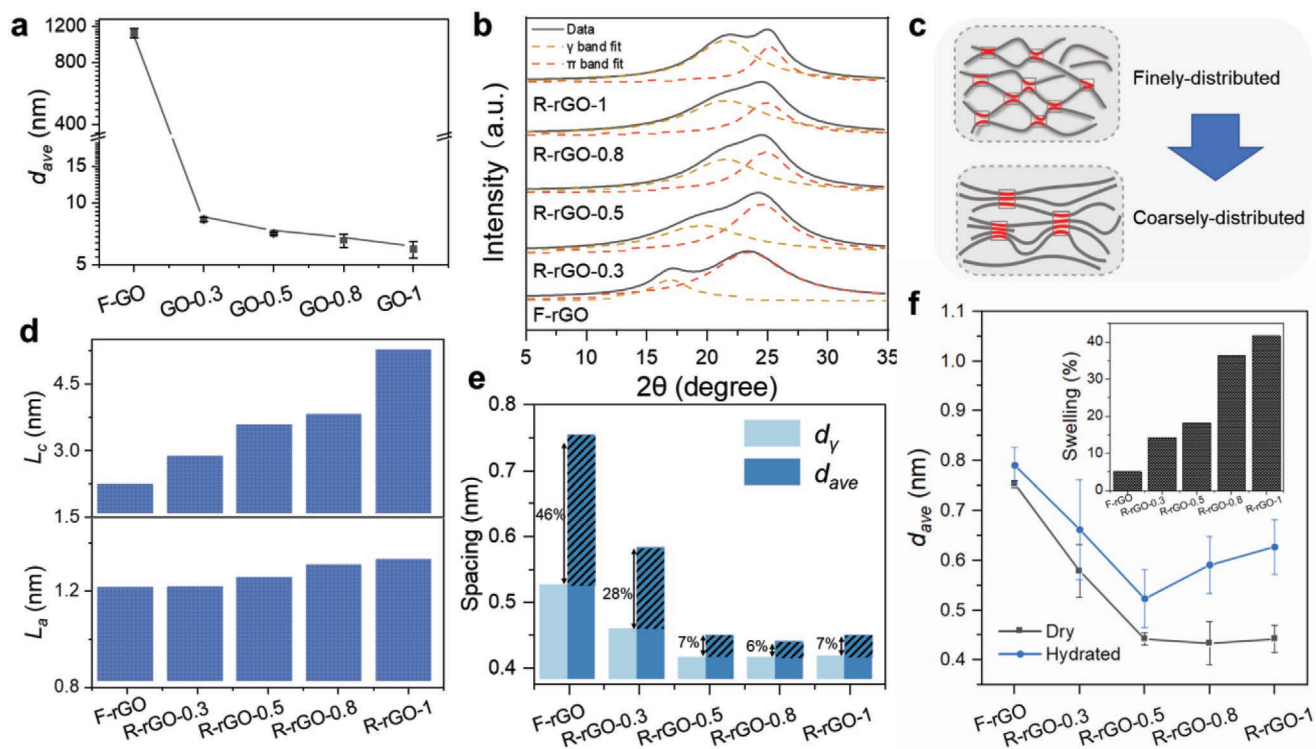 a
1200
800
400
15
10
5
d_ave (nm)
F-GO
GO-0.3
GO-0.5
GO-0.8
GO-1
b
Intensity (a.u.)
Data
γ band fit
π band fit
R-rGO-1
R-rGO-0.8
R-rGO-0.5
R-rGO-0.3
F-rGO
5 10 15 20 25 30 35
2θ (degree)
c
Finely-distributed
Coarsely-distributed
d
L_c (nm)
4.5
3.0
1.5
L_a (nm)
1.2
0.8
F-rGO
R-rGO-0.3
R-rGO-0.5
R-rGO-0.8
R-rGO-1
e
Spacing (nm)
0.8
0.7
0.6
0.5
0.4
d_γ
d_ave
46%
28%
7%
6%
7%
F-rGO
R-rGO-0.3
R-rGO-0.5
R-rGO-0.8
R-rGO-1
f
d_ave (nm)
1.1
1.0
0.9
0.8
0.7
0.6
0.5
0.4
Dry
Hydrated
F-rGO
R-rGO-0.3
R-rGO-0.5
R-rGO-0.8
R-rGO-1
Swelling (%)
40
30
20
10
0
F-rGO
R-rGO-0.3
R-rGO-0.5
R-rGO-0.8
R-rGO-1